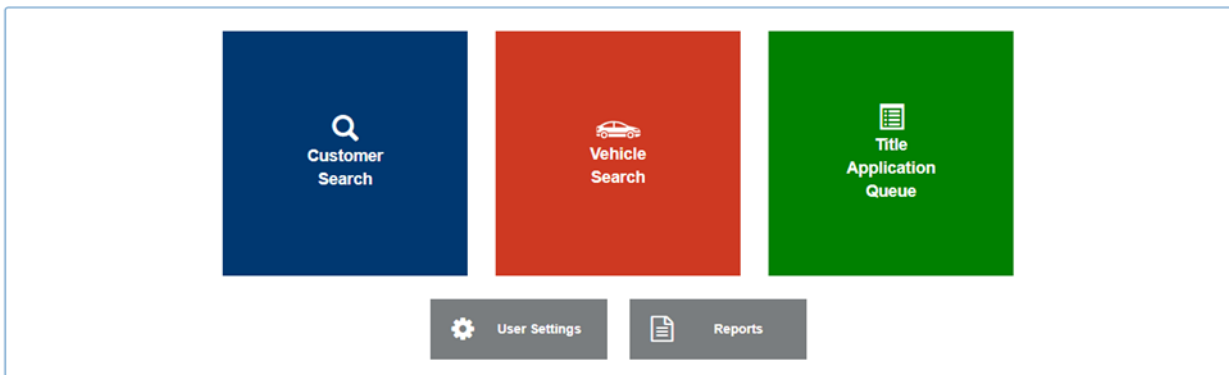 Customer
Search
Vehicle
Search
Title
Application
Queue
User Settings
Reports